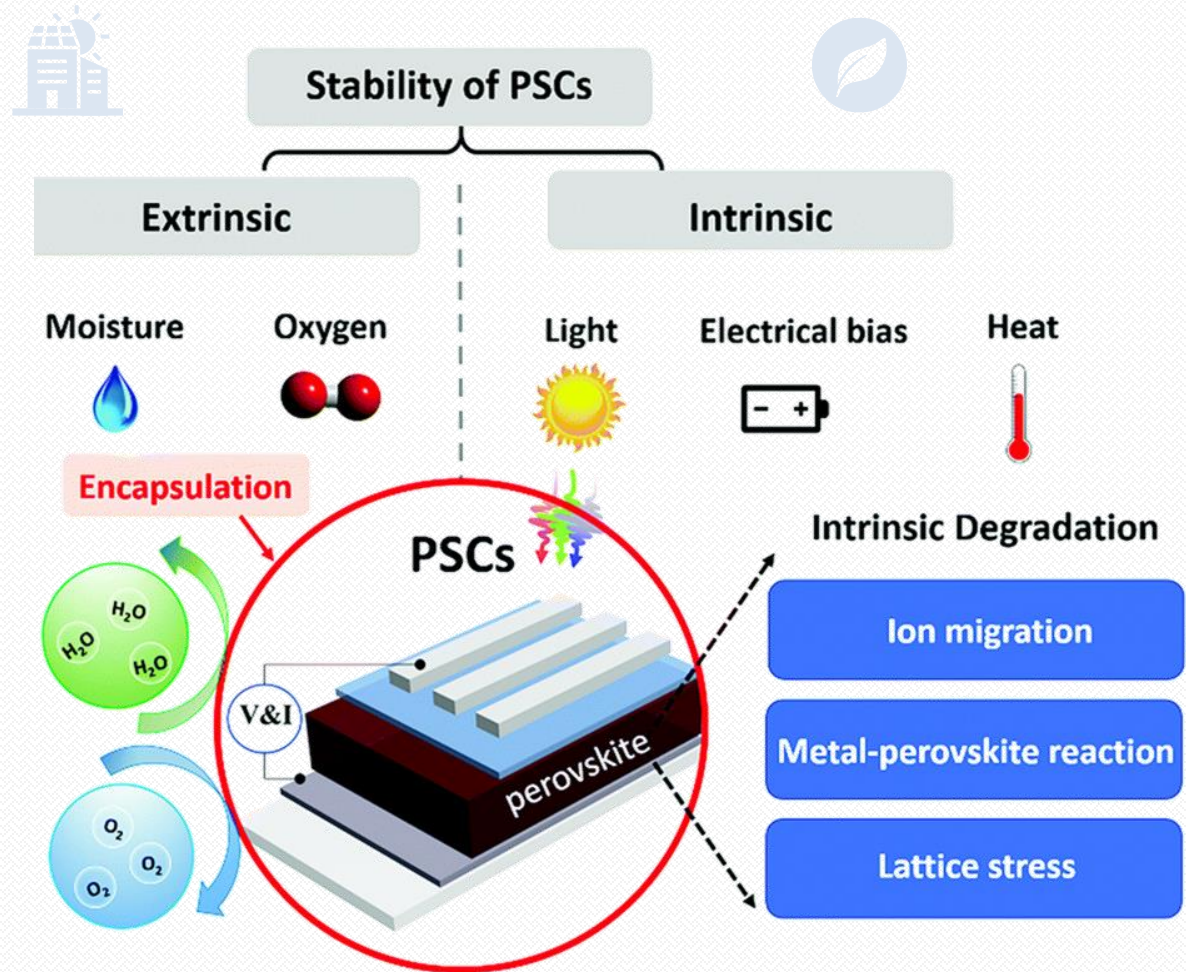 Stability of PSCs
Extrinsic
Intrinsic
Moisture
Oxygen
Light
Electrical bias
Heat
- +
Encapsulation
PSCs
Intrinsic Degradation
H₂O
H₂O
H₂O
V&I
perovskite
Ion migration
Metal-perovskite reaction
Lattice stress
O₂
O₂
O₂